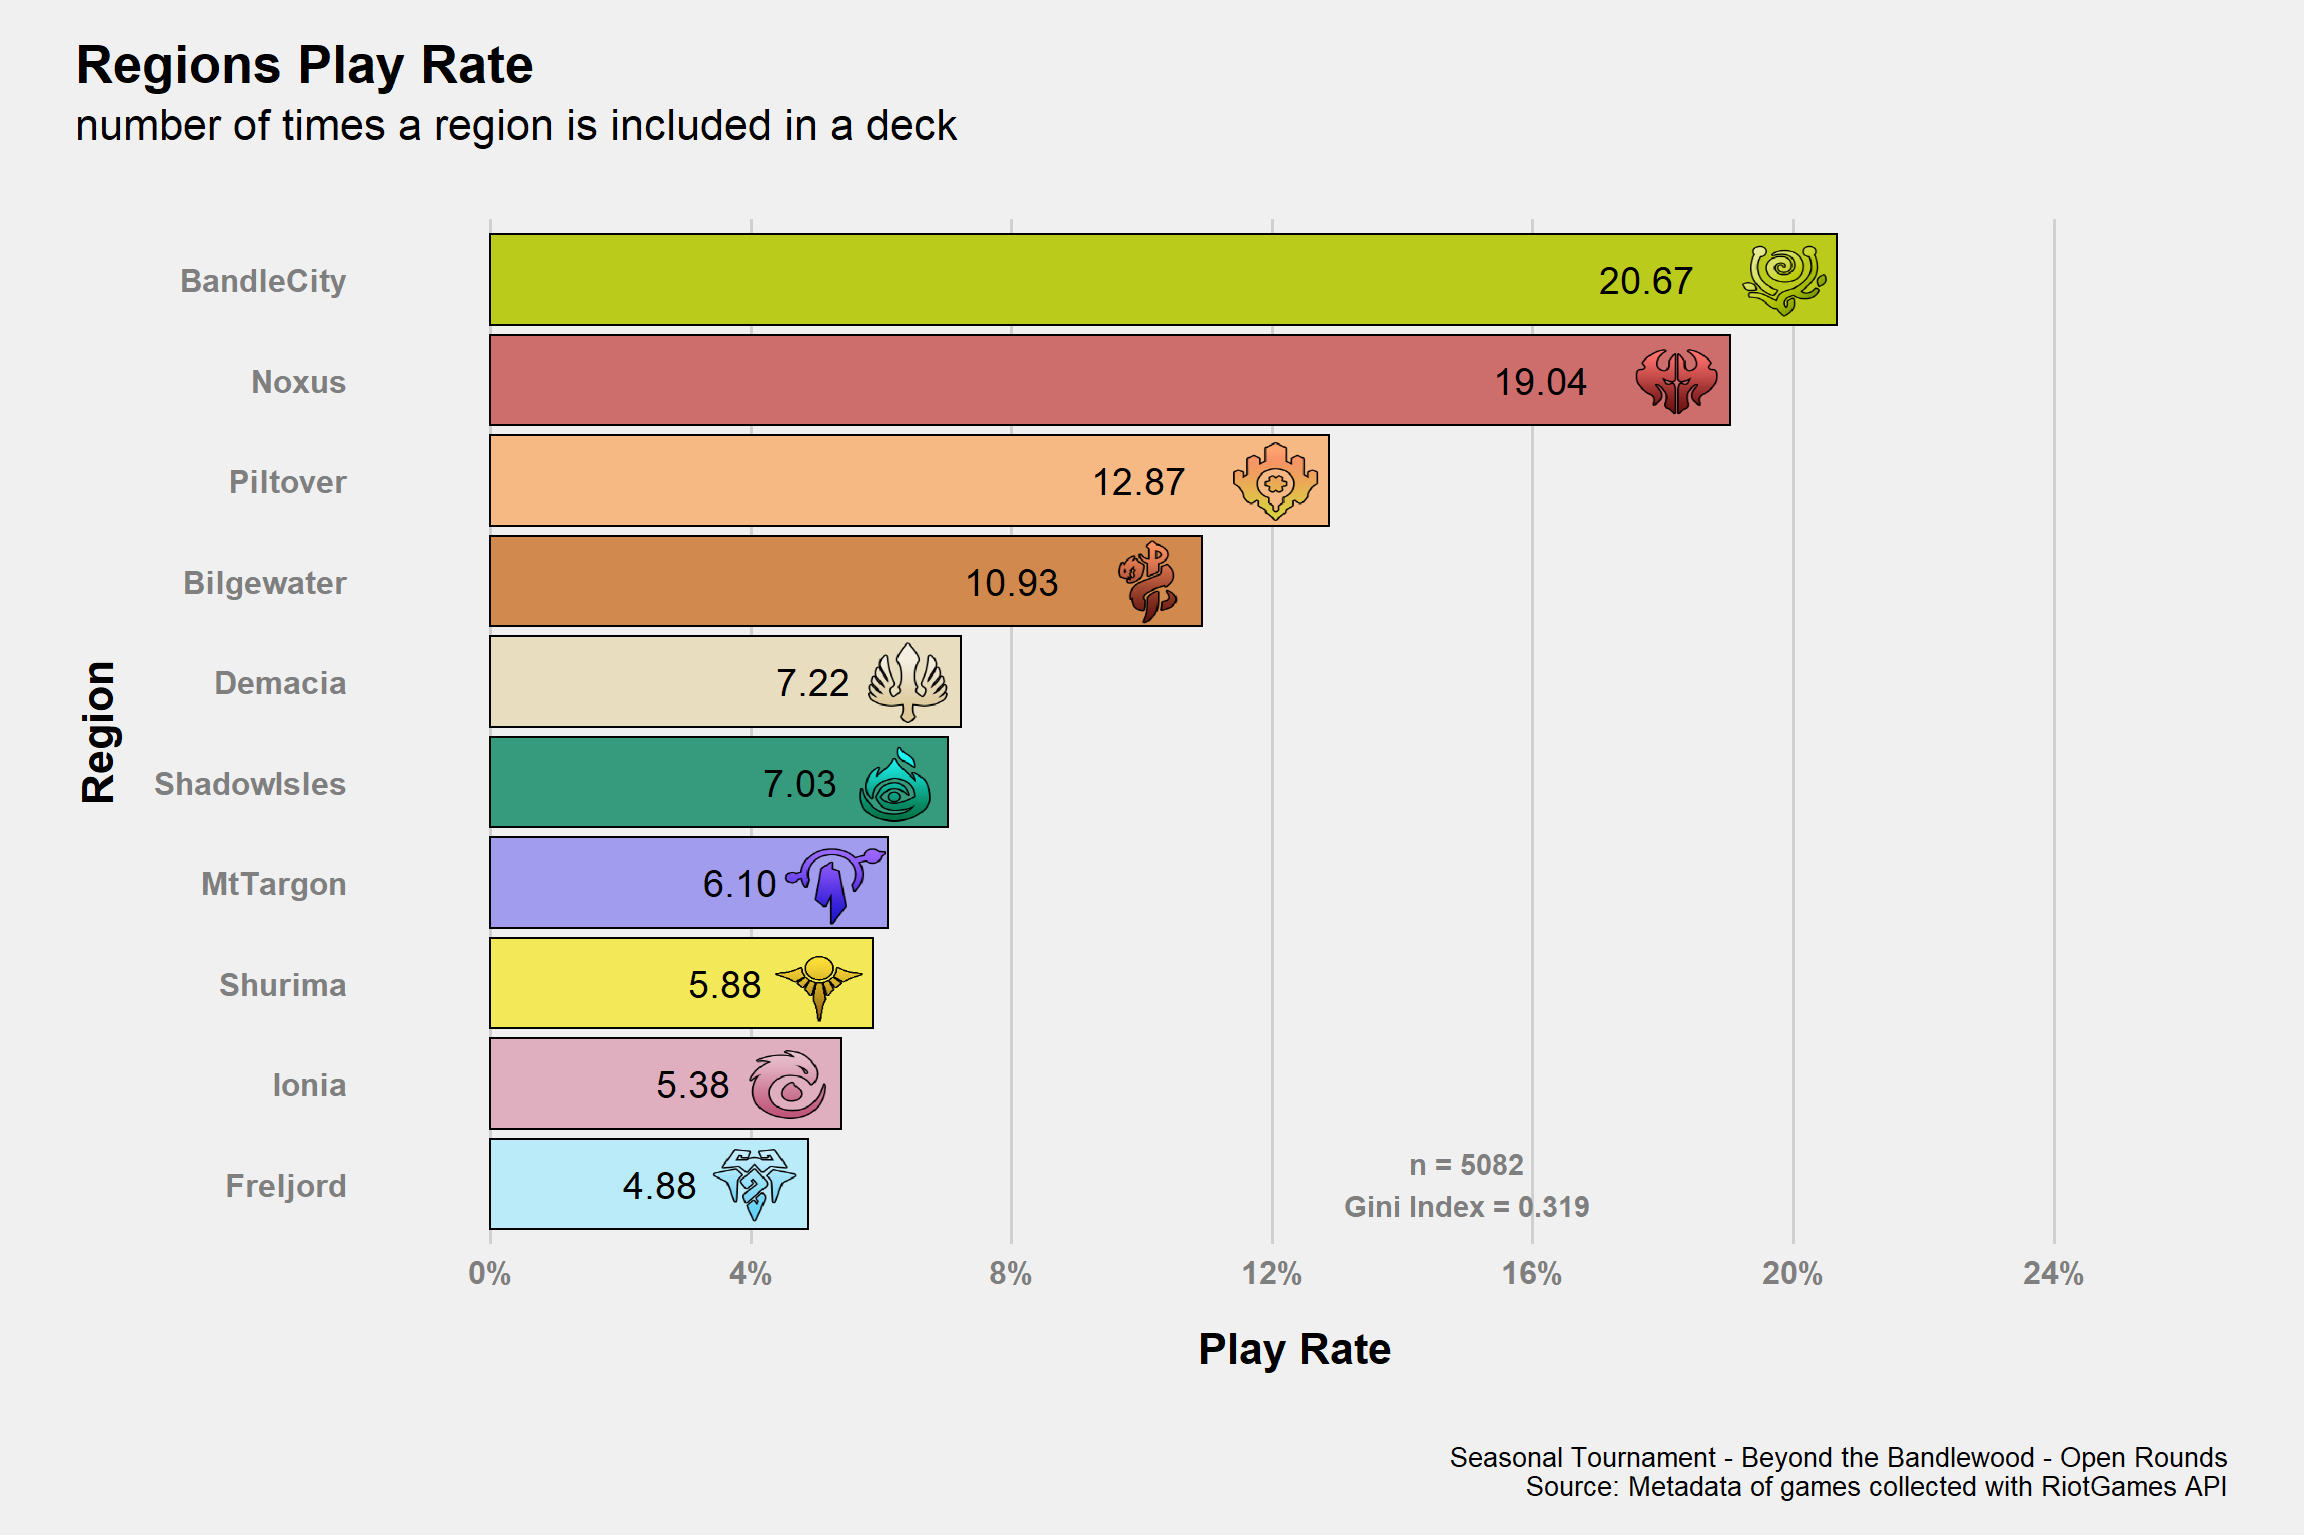 Regions Play Rate
number of times a region is included in a deck
Region
BandleCity
20.67
Noxus
19.04
Piltover
12.87
Bilgewater
10.93
Demacia
7.22
ShadowIsles
7.03
MtTargon
6.10
Shurima
5.88
Ionia
5.38
Freljord
4.88
n = 5082
Gini Index = 0.319
0% 4% 8% 12% 16% 20% 24%
Play Rate
Seasonal Tournament - Beyond the Bandlewood - Open Rounds
Source: Metadata of games collected with RiotGames API